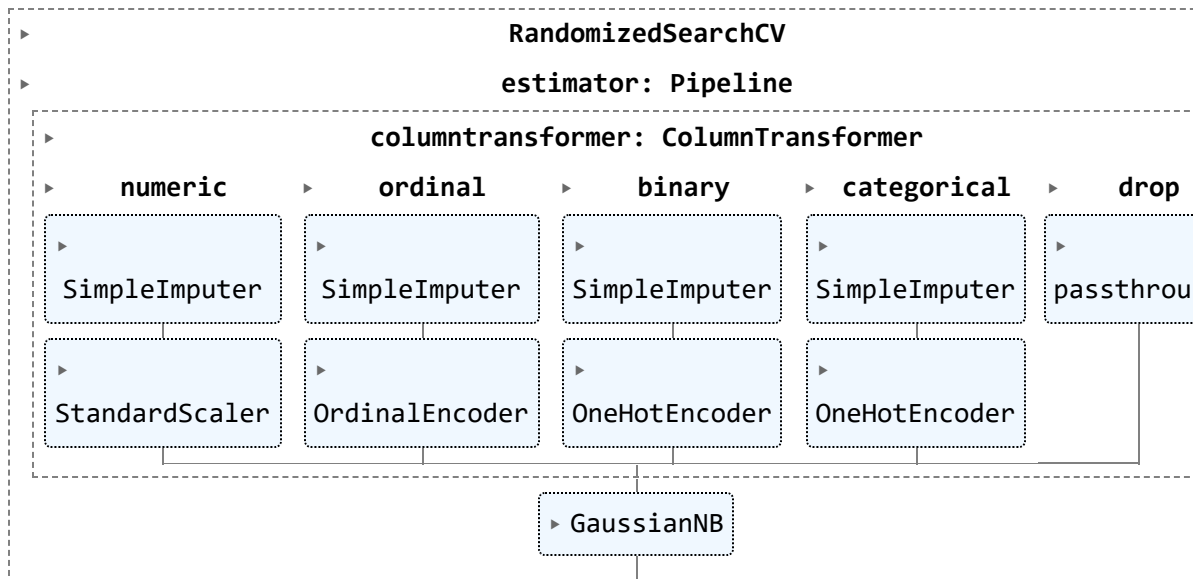 RandomizedSearchCV
estimator: Pipeline
columntransformer: ColumnTransformer
numeric ordinal binary categorical drop
SimpleImputer SimpleImputer SimpleImputer SimpleImputer passthrou
StandardScaler OrdinalEncoder OneHotEncoder OneHotEncoder
GaussianNB